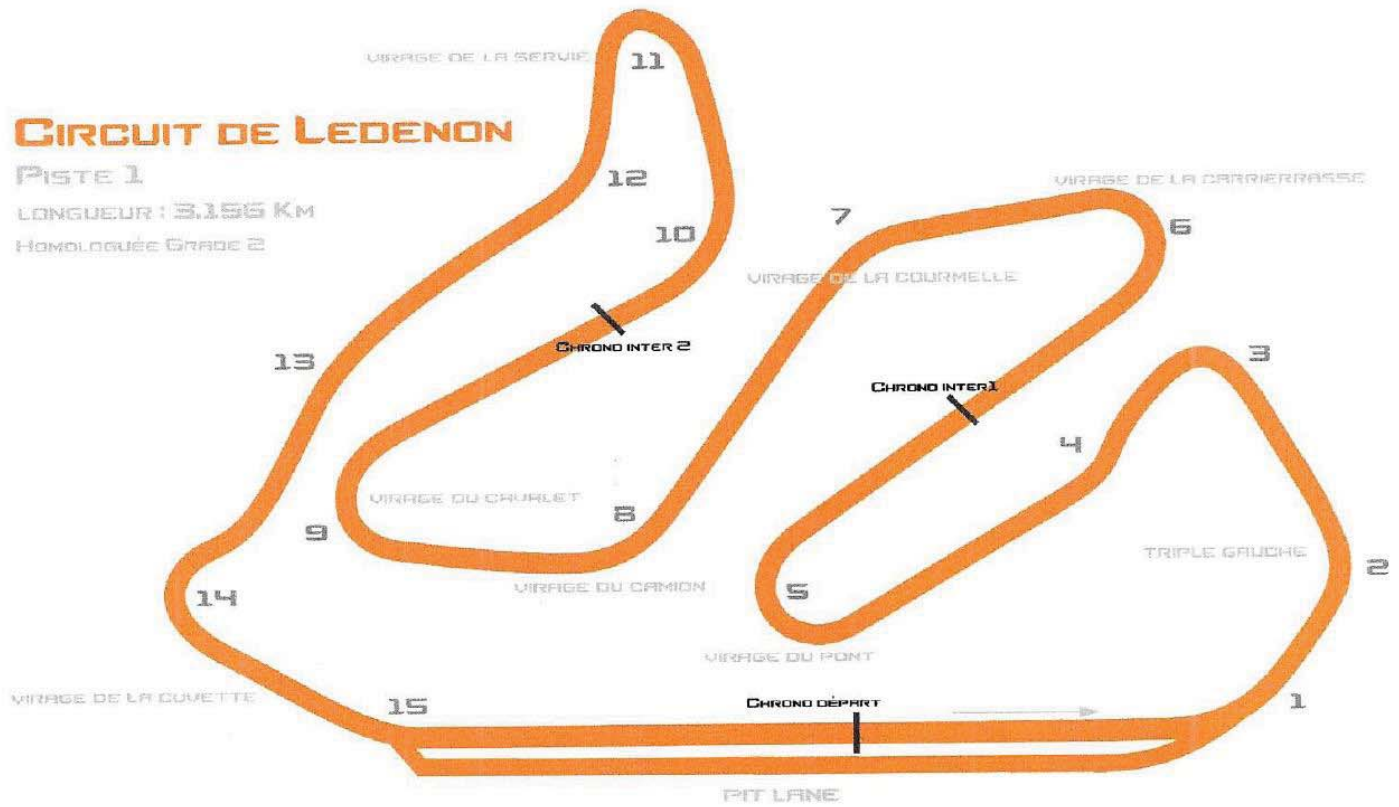 VIRAGE DE LA SERVIE
11
CIRCUIT DE LEDENON
PISTE 1
LONGUEUR : 3.156 KM
HOMOLOGUÉE GRADE 2
12
10
7
VIRAGE DE LA CARRIERRASSE
6
VIRAGE DE LA COURMELLE
CHRONO INTER 2
13
3
CHRONO INTER1
4
VIRAGE DU CAVALET
9
8
TRIPLE GAUCHE
2
VIRAGE DU CAMION
14
5
VIRAGE DU PONT
VIRAGE DE LA CUVETTE
15
CHRONO DÉPART
1
PIT LANE